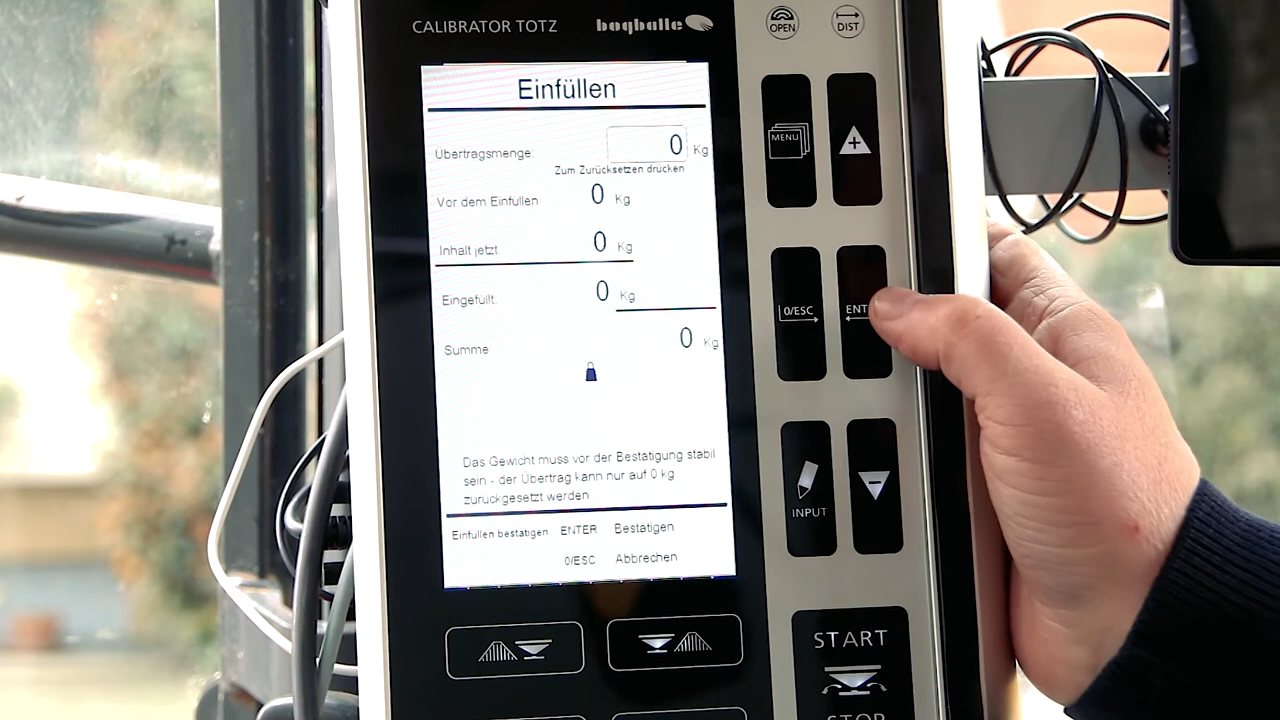 CALIBRATOR TOTZ bogballe
OPEN DIST
Einfüllen
Übertragsmenge: 0 Kg
Zum Zurücksetzen drücken
Vor dem Einfüllen 0 Kg
Inhalt jetzt: 0 Kg
Eingefüllt: 0 Kg
Summe 0 Kg
Das Gewicht muss vor der Bestätigung stabil
sein - der Übertrag kann nur auf 0 kg
zurückgesetzt werden
Einfüllen bestätigen ENTER Bestätigen
0/ESC Abbrechen
MENU +
0/ESC ENT
INPUT
START
STOP